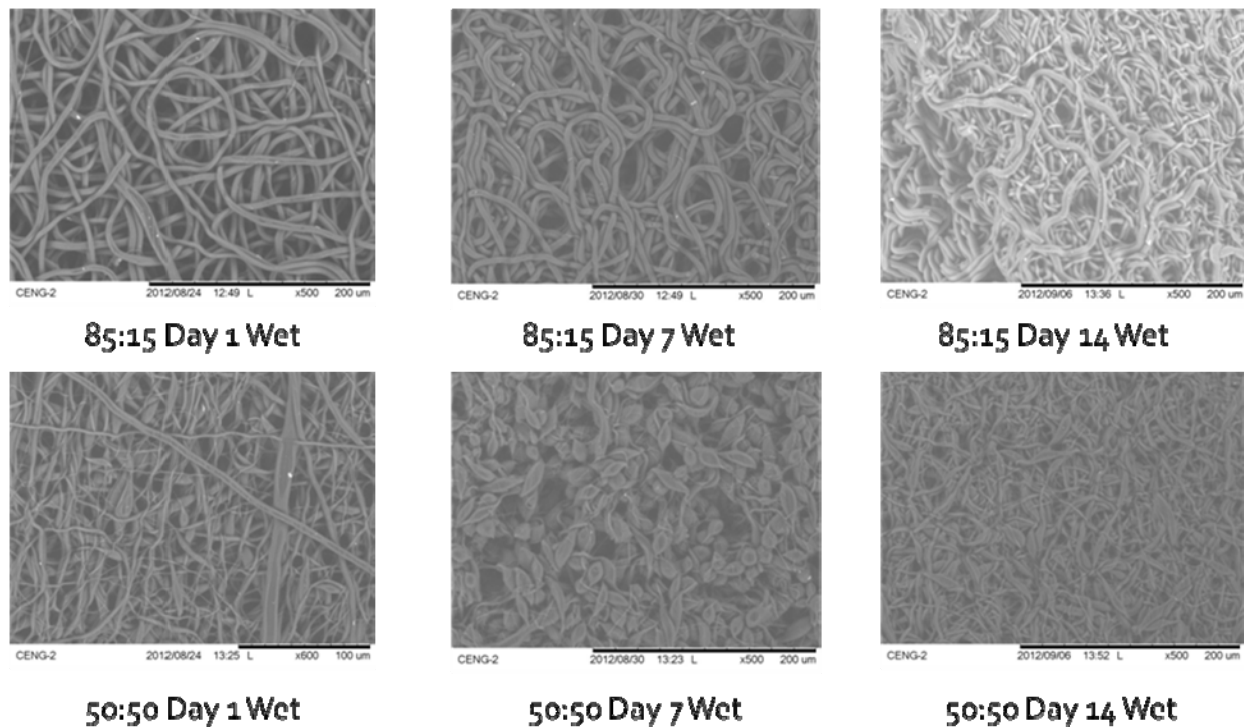 CENG-2 2012/08/24 12:49 L x500 200 um
CENG-2 2012/08/30 12:49 L x500 200 um
CENG-2 2012/09/06 13:36 L x500 200 um
85:15 Day 1 Wet
85:15 Day 7 Wet
85:15 Day 14 Wet
CENG-2 2012/08/24 13:25 L x600 100 um
CENG-2 2012/08/30 13:23 L x500 200 um
CENG-2 2012/09/06 13:52 L x500 200 um
50:50 Day 1 Wet
50:50 Day 7 Wet
50:50 Day 14 Wet